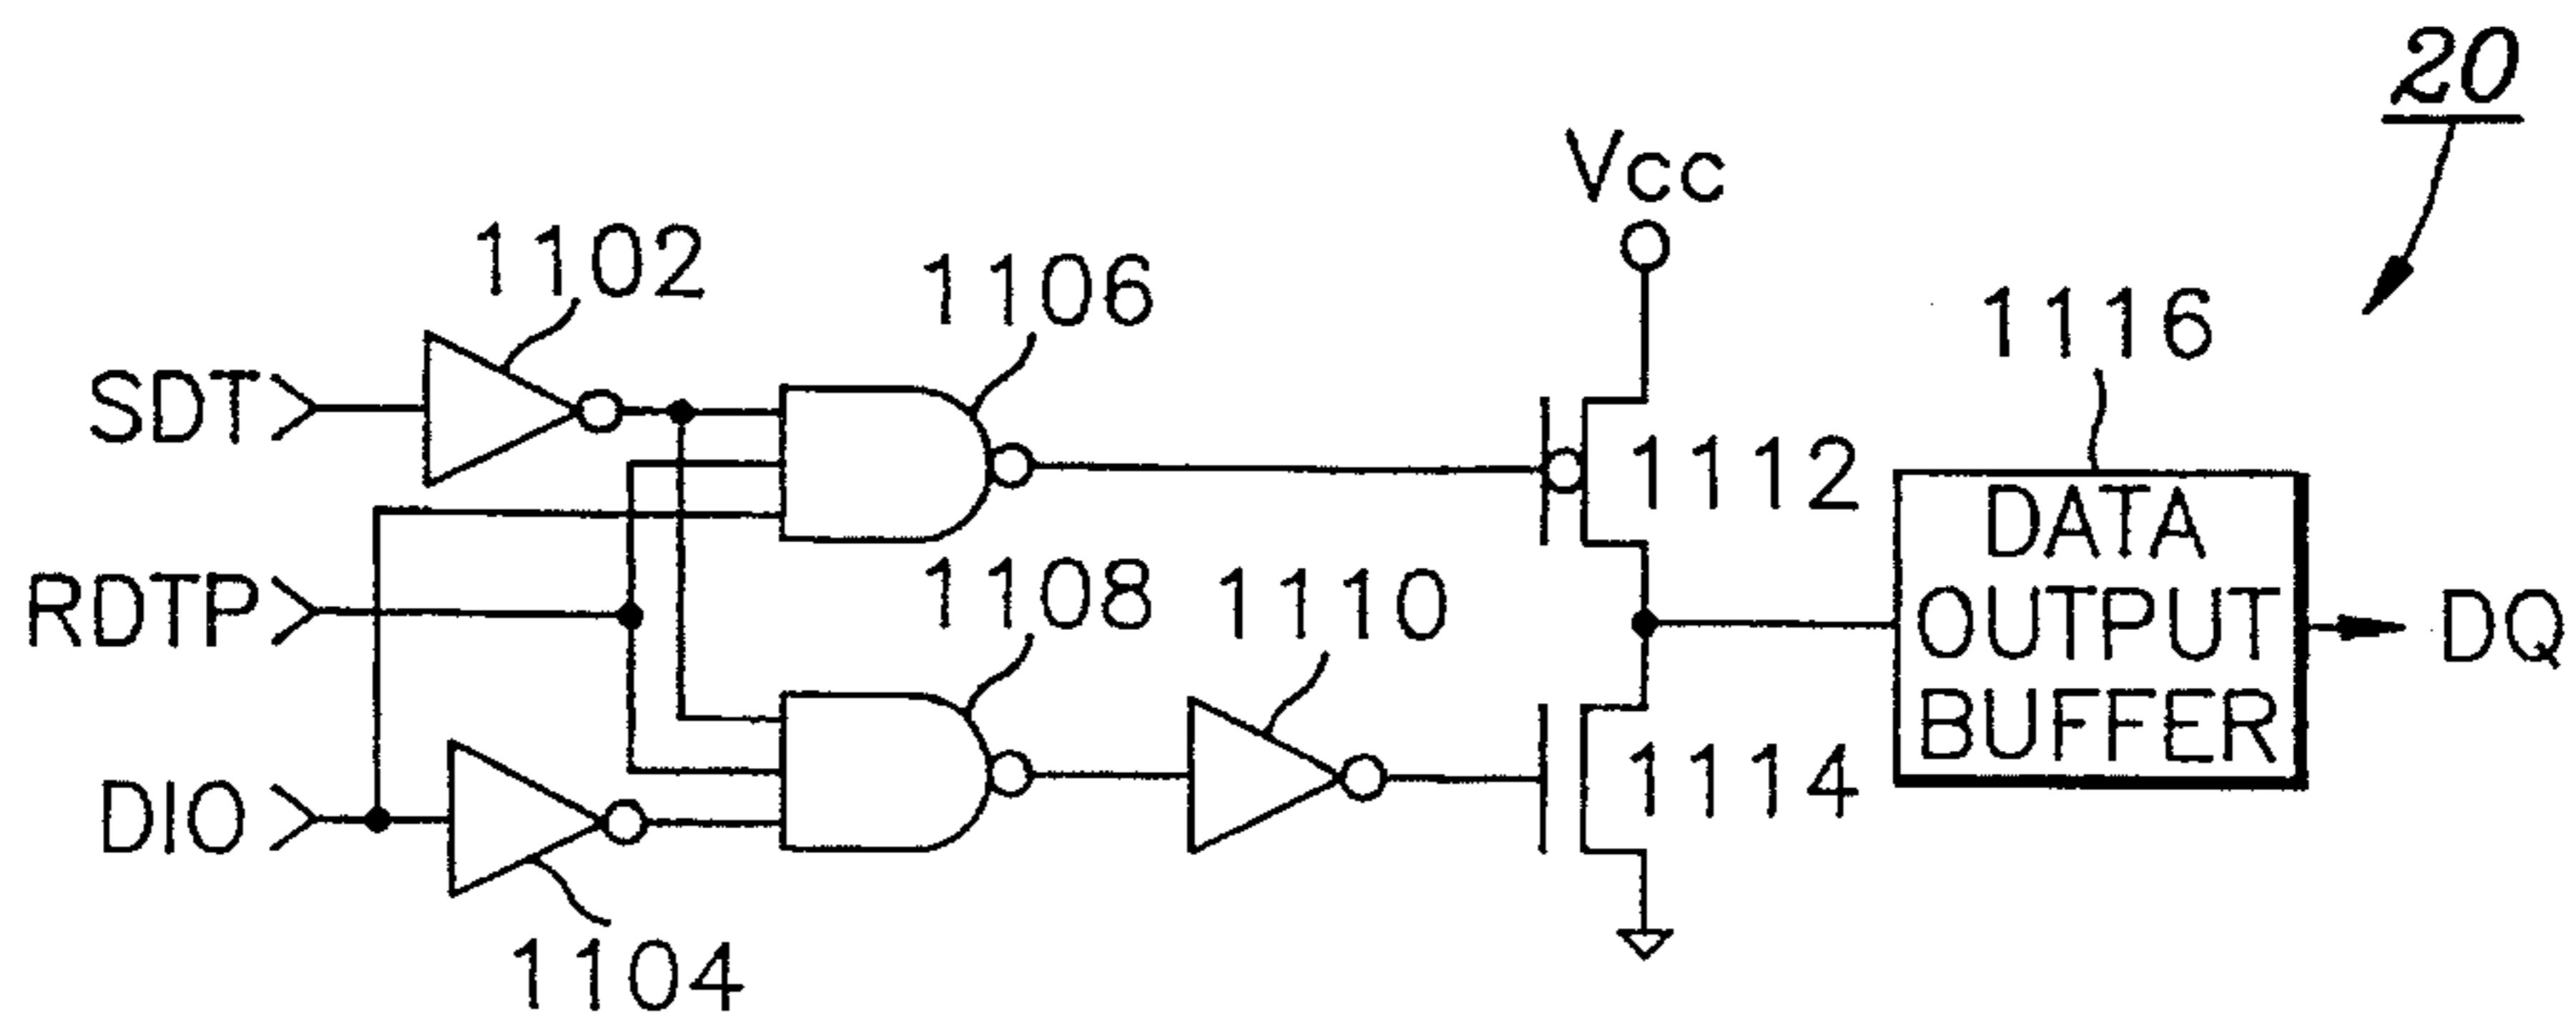 20
Vcc
1102
1106
1116
SDT
1112
DATA
OUTPUT
BUFFER
RDTP
1108
1110
DQ
DIO
1114
1104